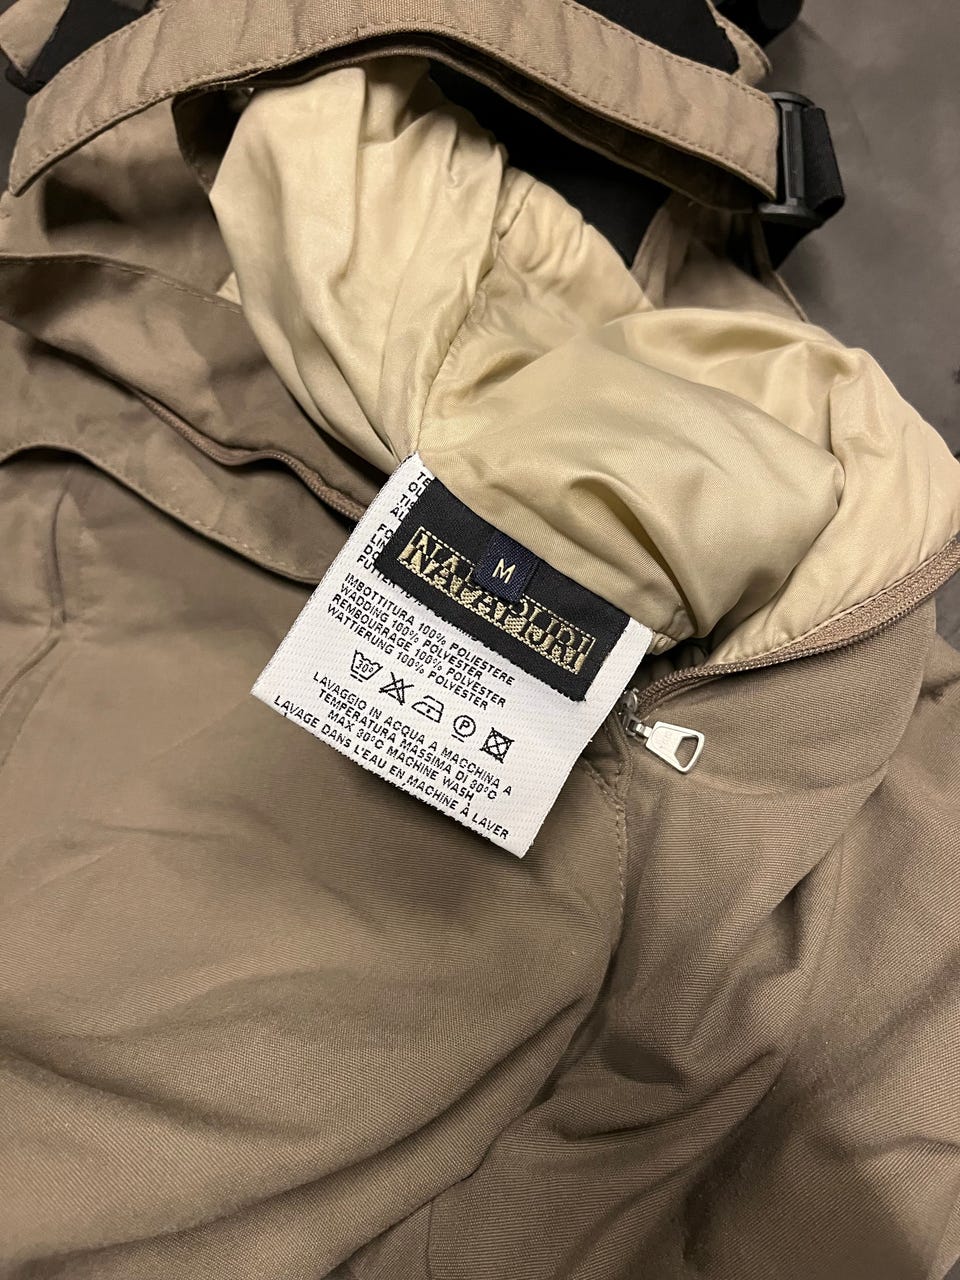 NAPAPIJRI
M
IMBOTTITURA 100% POLIESTERE
WADDING 100% POLYESTER
REMBOURRAGE 100% POLYESTER
WATTIERUNG 100% POLYESTER
30°
P
LAVAGGIO IN ACQUA A MACCHINA A
TEMPERATURA MASSIMA DI 30°C
MAX 30°C MACHINE WASH
LAVAGE DANS L'EAU EN MACHINE À LAVER